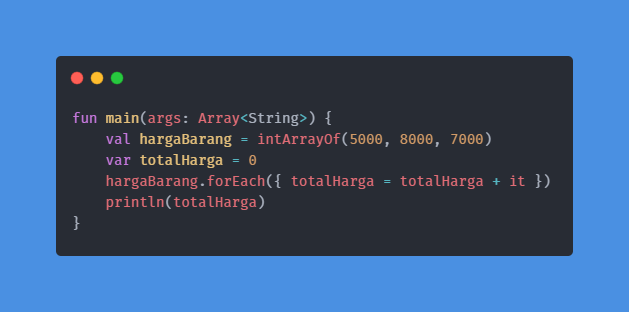 fun main(args: Array<String>) {
    val hargaBarang = intArrayOf(5000, 8000, 7000)
    var totalHarga = 0
    hargaBarang.forEach({ totalHarga = totalHarga + it })
    println(totalHarga)
}